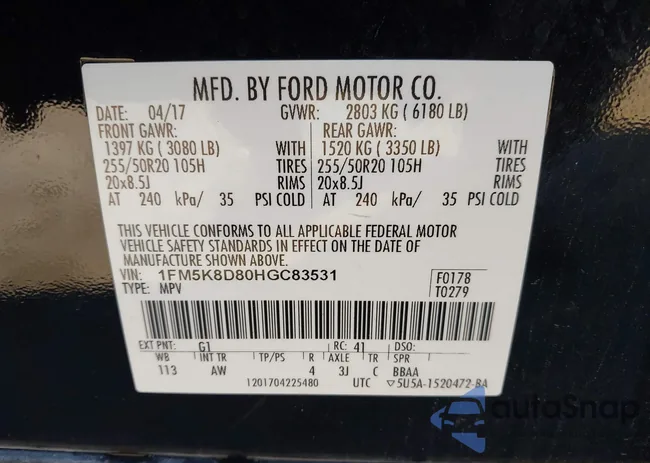 MFD. BY FORD MOTOR CO.
DATE: 04/17 GVWR: 2803 KG ( 6180 LB)
FRONT GAWR: REAR GAWR:
1397 KG ( 3080 LB) WITH 1520 KG ( 3350 LB) WITH
255/50R20 105H TIRES 255/50R20 105H TIRES
20x8.5J RIMS 20x8.5J RIMS
AT 240 kPa/ 35 PSI COLD AT 240 kPa/ 35 PSI COLD
THIS VEHICLE CONFORMS TO ALL APPLICABLE FEDERAL MOTOR
VEHICLE SAFETY STANDARDS IN EFFECT ON THE DATE OF
MANUFACTURE SHOWN ABOVE.
VIN: 1FM5K8D80HGC83531 F0178
TYPE: MPV T0279
EXT PNT: G1 RC: 41 DSO:
WB INT TR TP/PS R AXLE TR SPR
113 AW 4 3J C BBAA
1201704225480 UTC ▽5U5A-1520472-BA
autoSnap